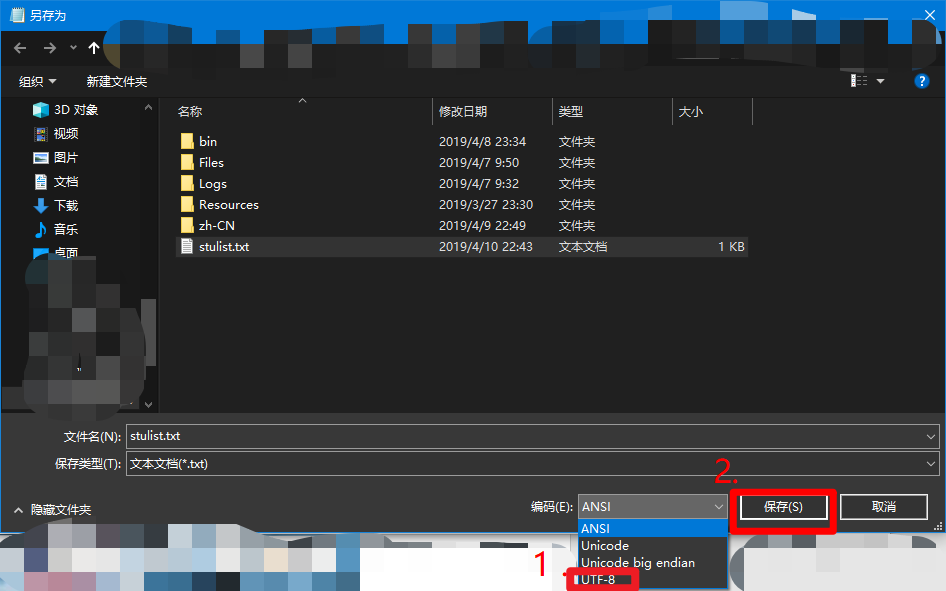 另存为
组织 新建文件夹
3D 对象
视频
图片
文档
下载
音乐
桌面
名称 修改日期 类型 大小
bin 2019/4/8 23:34 文件夹
Files 2019/4/7 9:50 文件夹
Logs 2019/4/7 9:32 文件夹
Resources 2019/3/27 23:30 文件夹
zh-CN 2019/4/9 22:49 文件夹
stulist.txt 2019/4/10 22:43 文本文档 1 KB
文件名(N): stulist.txt
保存类型(T): 文本文档(*.txt)
2.
隐藏文件夹 编码(E): ANSI 保存(S) 取消
ANSI
Unicode
Unicode big endian
1.
UTF-8